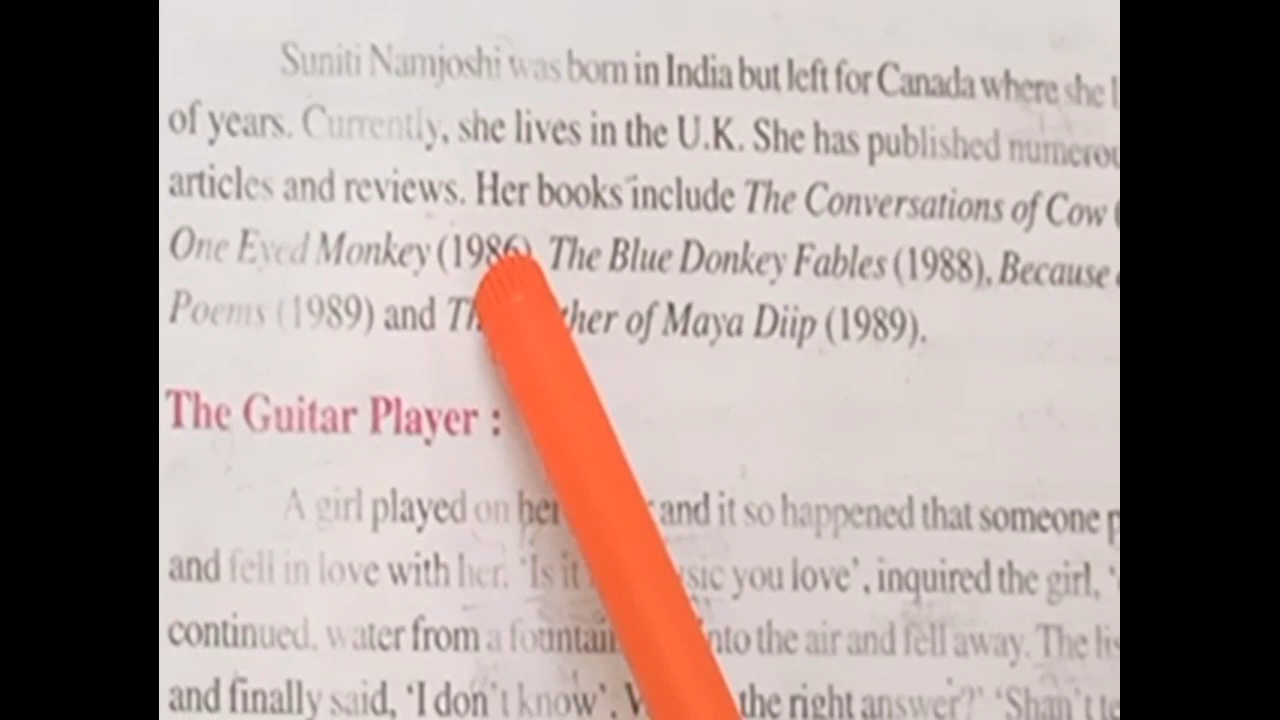 Suniti Namjoshi was born in India but left for Canada where she
of years. Currently, she lives in the U.K. She has published
articles and reviews. Her books include The Conversations of Cow
One Eyed Monkey (1986), The Blue Donkey Fables (1988), Because
Poems (1989) and of Maya Diip (1989).
The Guitar Player :
A girl played on her and it so happened that someone
and fell in love with her. 'Is it you love', inquired the girl, '
continued, water from a fountain into the air and fell away. The
and finally said, 'I don't know'. the right answer?' 'Shan't